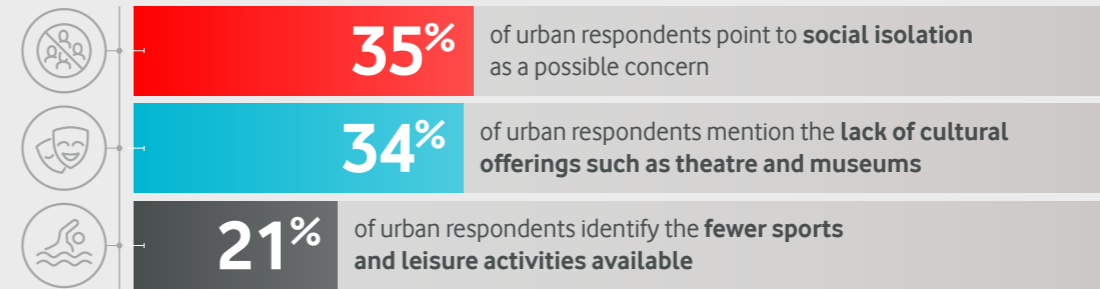 35%
of urban respondents point to social isolation
as a possible concern
34%
of urban respondents mention the lack of cultural
offerings such as theatre and museums
21%
of urban respondents identify the fewer sports
and leisure activities available